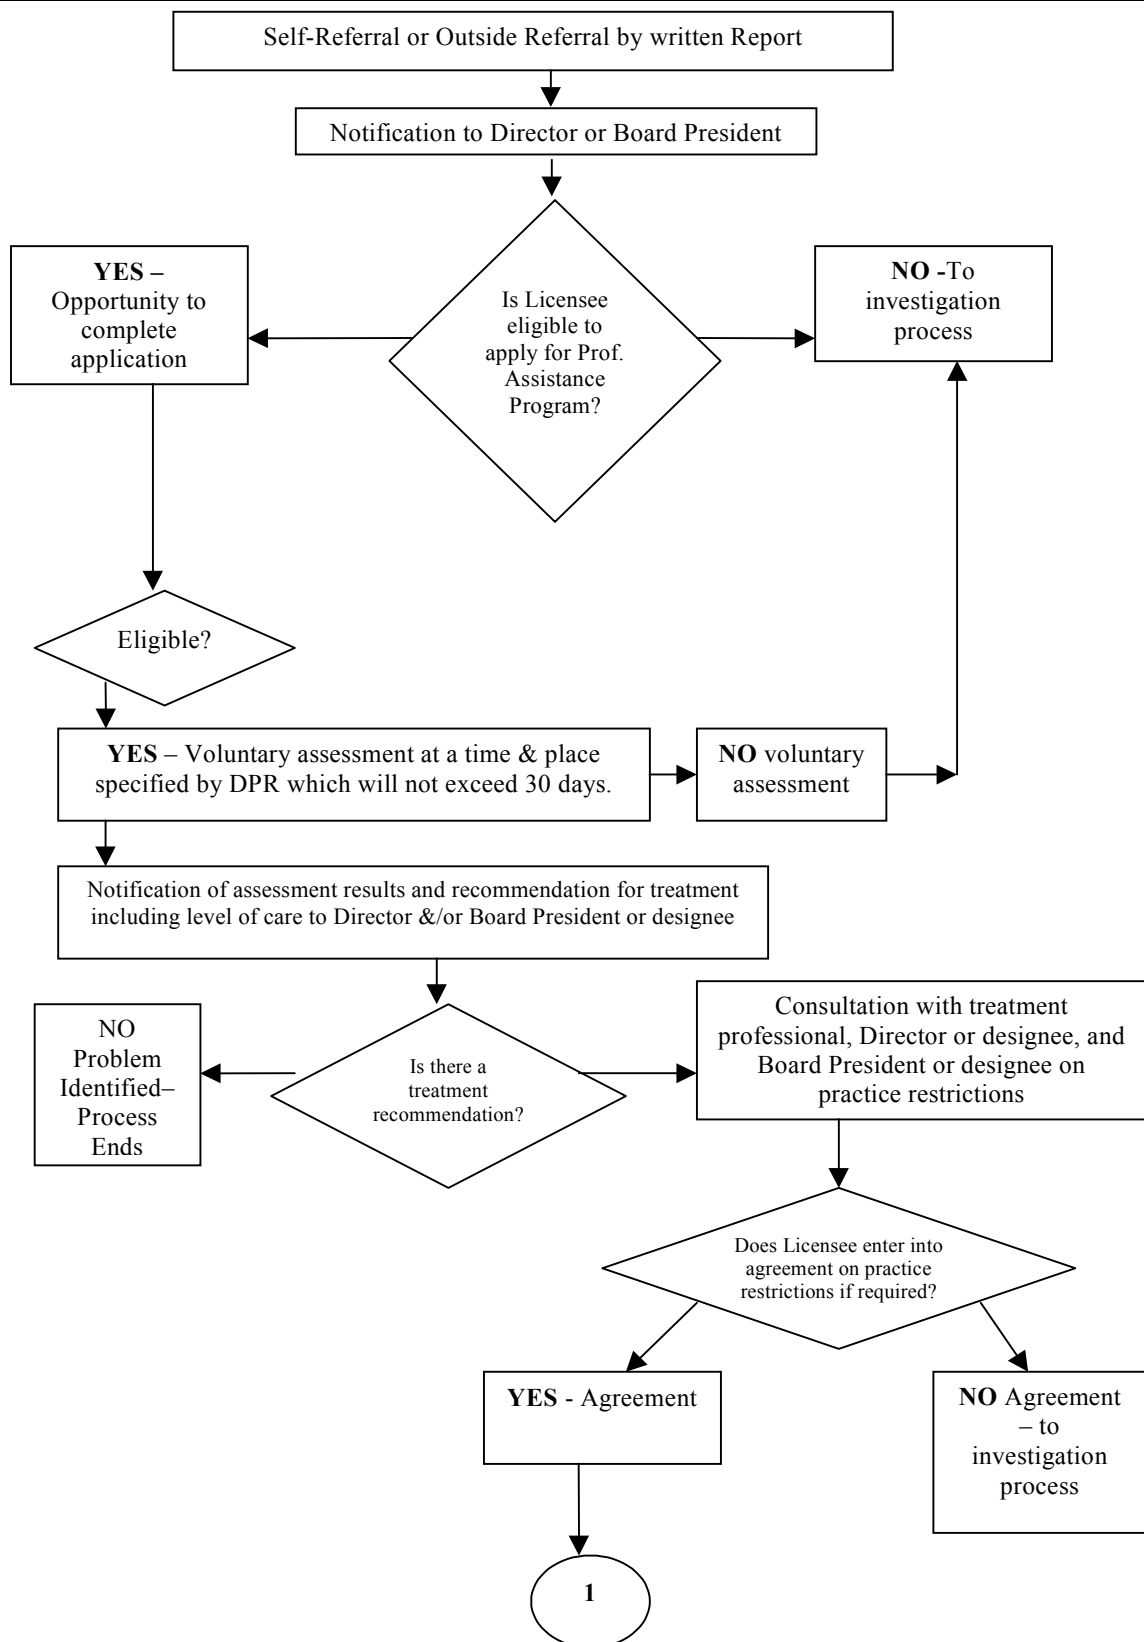 Self-Referral or Outside Referral by written Report
Notification to Director or Board President
YES –
Opportunity to
complete
application
Is Licensee
eligible to
apply for Prof.
Assistance
Program?
NO -To
investigation
process
Eligible?
YES – Voluntary assessment at a time & place
specified by DPR which will not exceed 30 days.
NO voluntary
assessment
Notification of assessment results and recommendation for treatment
including level of care to Director &/or Board President or designee
NO
Problem
Identified–
Process
Ends
Is there a
treatment
recommendation?
Consultation with treatment
professional, Director or designee, and
Board President or designee on
practice restrictions
Does Licensee enter into
agreement on practice
restrictions if required?
YES - Agreement
NO Agreement
– to
investigation
process
1